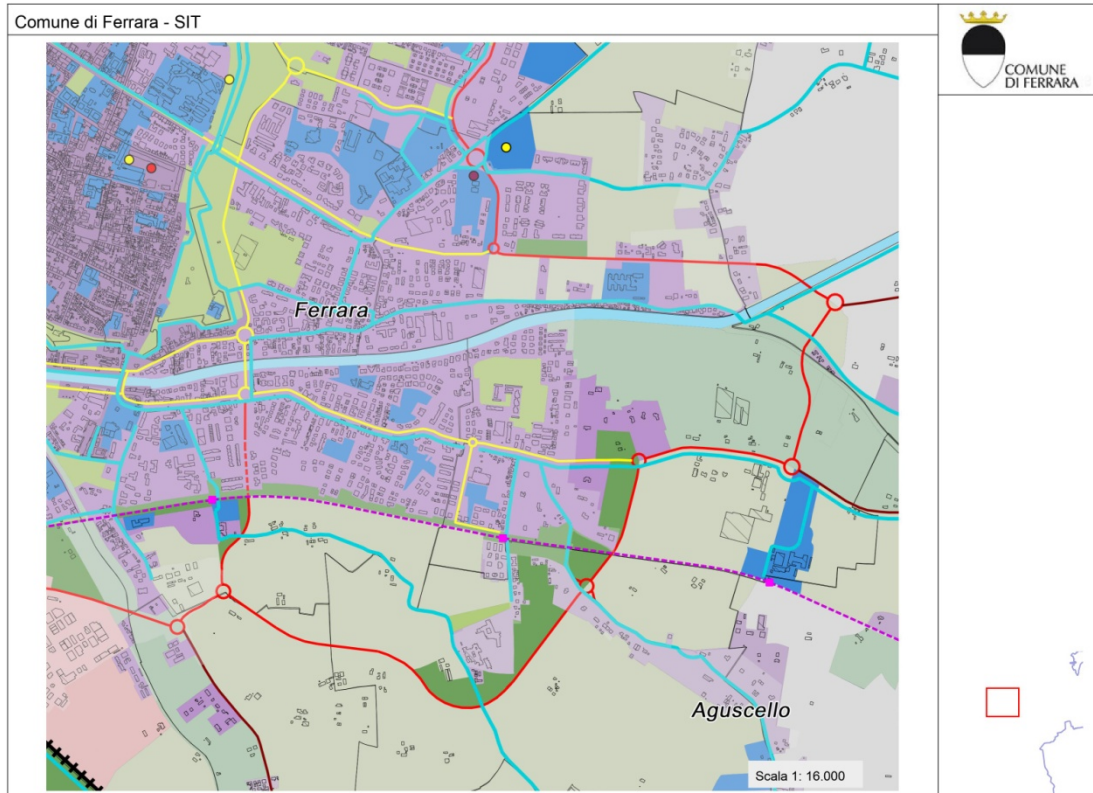 Comune di Ferrara - SIT
COMUNE
DI FERRARA
Ferrara
Aguscello
Scala 1: 16.000